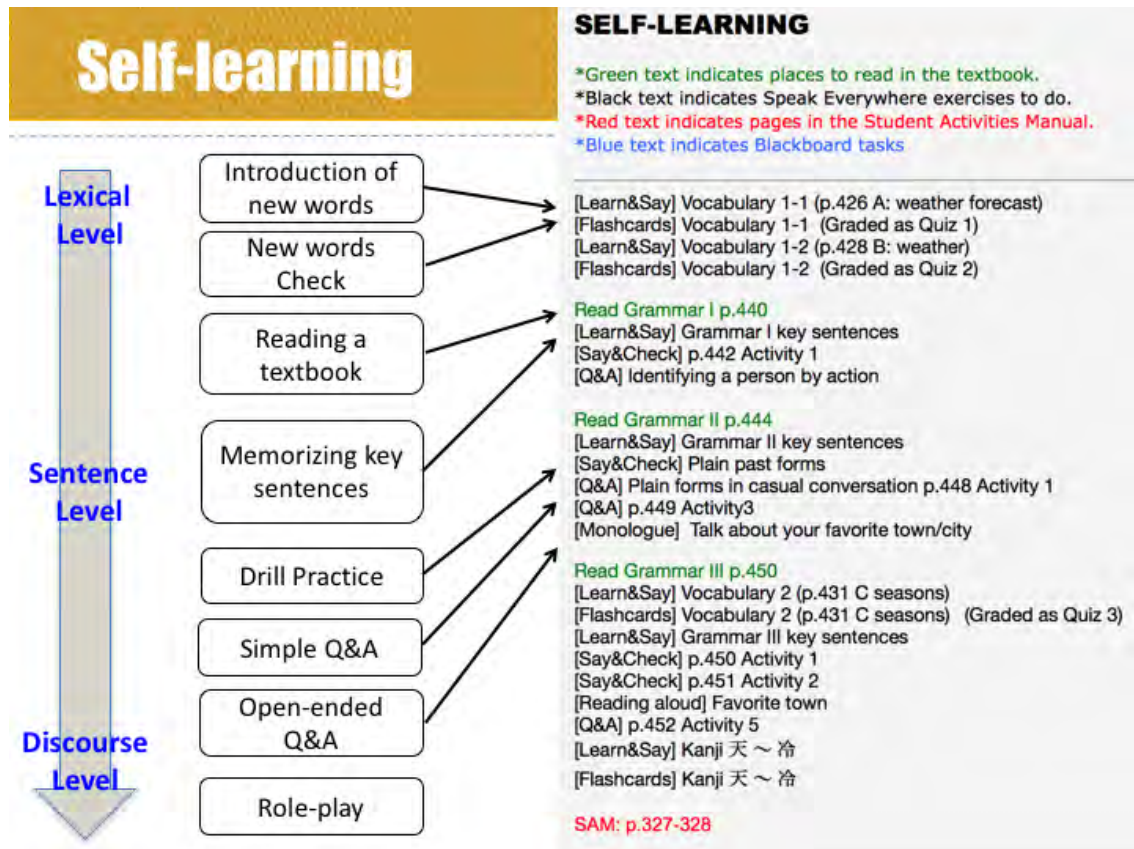 Self-learning
Lexical
Level
Sentence
Level
Discourse
Level
Introduction of
new words
New words
Check
Reading a
textbook
Memorizing key
sentences
Drill Practice
Simple Q&A
Open-ended
Q&A
Role-play
SELF-LEARNING
*Green text indicates places to read in the textbook.
*Black text indicates Speak Everywhere exercises to do.
*Red text indicates pages in the Student Activities Manual.
*Blue text indicates Blackboard tasks
[Learn&Say] Vocabulary 1-1 (p.426 A: weather forecast)
[Flashcards] Vocabulary 1-1 (Graded as Quiz 1)
[Learn&Say] Vocabulary 1-2 (p.428 B: weather)
[Flashcards] Vocabulary 1-2 (Graded as Quiz 2)
Read Grammar I p.440
[Learn&Say] Grammar I key sentences
[Say&Check] p.442 Activity 1
[Q&A] Identifying a person by action
Read Grammar II p.444
[Learn&Say] Grammar II key sentences
[Say&Check] Plain past forms
[Q&A] Plain forms in casual conversation p.448 Activity 1
[Q&A] p.449 Activity3
[Monologue] Talk about your favorite town/city
Read Grammar III p.450
[Learn&Say] Vocabulary 2 (p.431 C seasons)
[Flashcards] Vocabulary 2 (p.431 C seasons) (Graded as Quiz 3)
[Learn&Say] Grammar III key sentences
[Say&Check] p.450 Activity 1
[Say&Check] p.451 Activity 2
[Reading aloud] Favorite town
[Q&A] p.452 Activity 5
[Learn&Say] Kanji 天 ~ 冷
[Flashcards] Kanji 天 ~ 冷
SAM: p.327-328